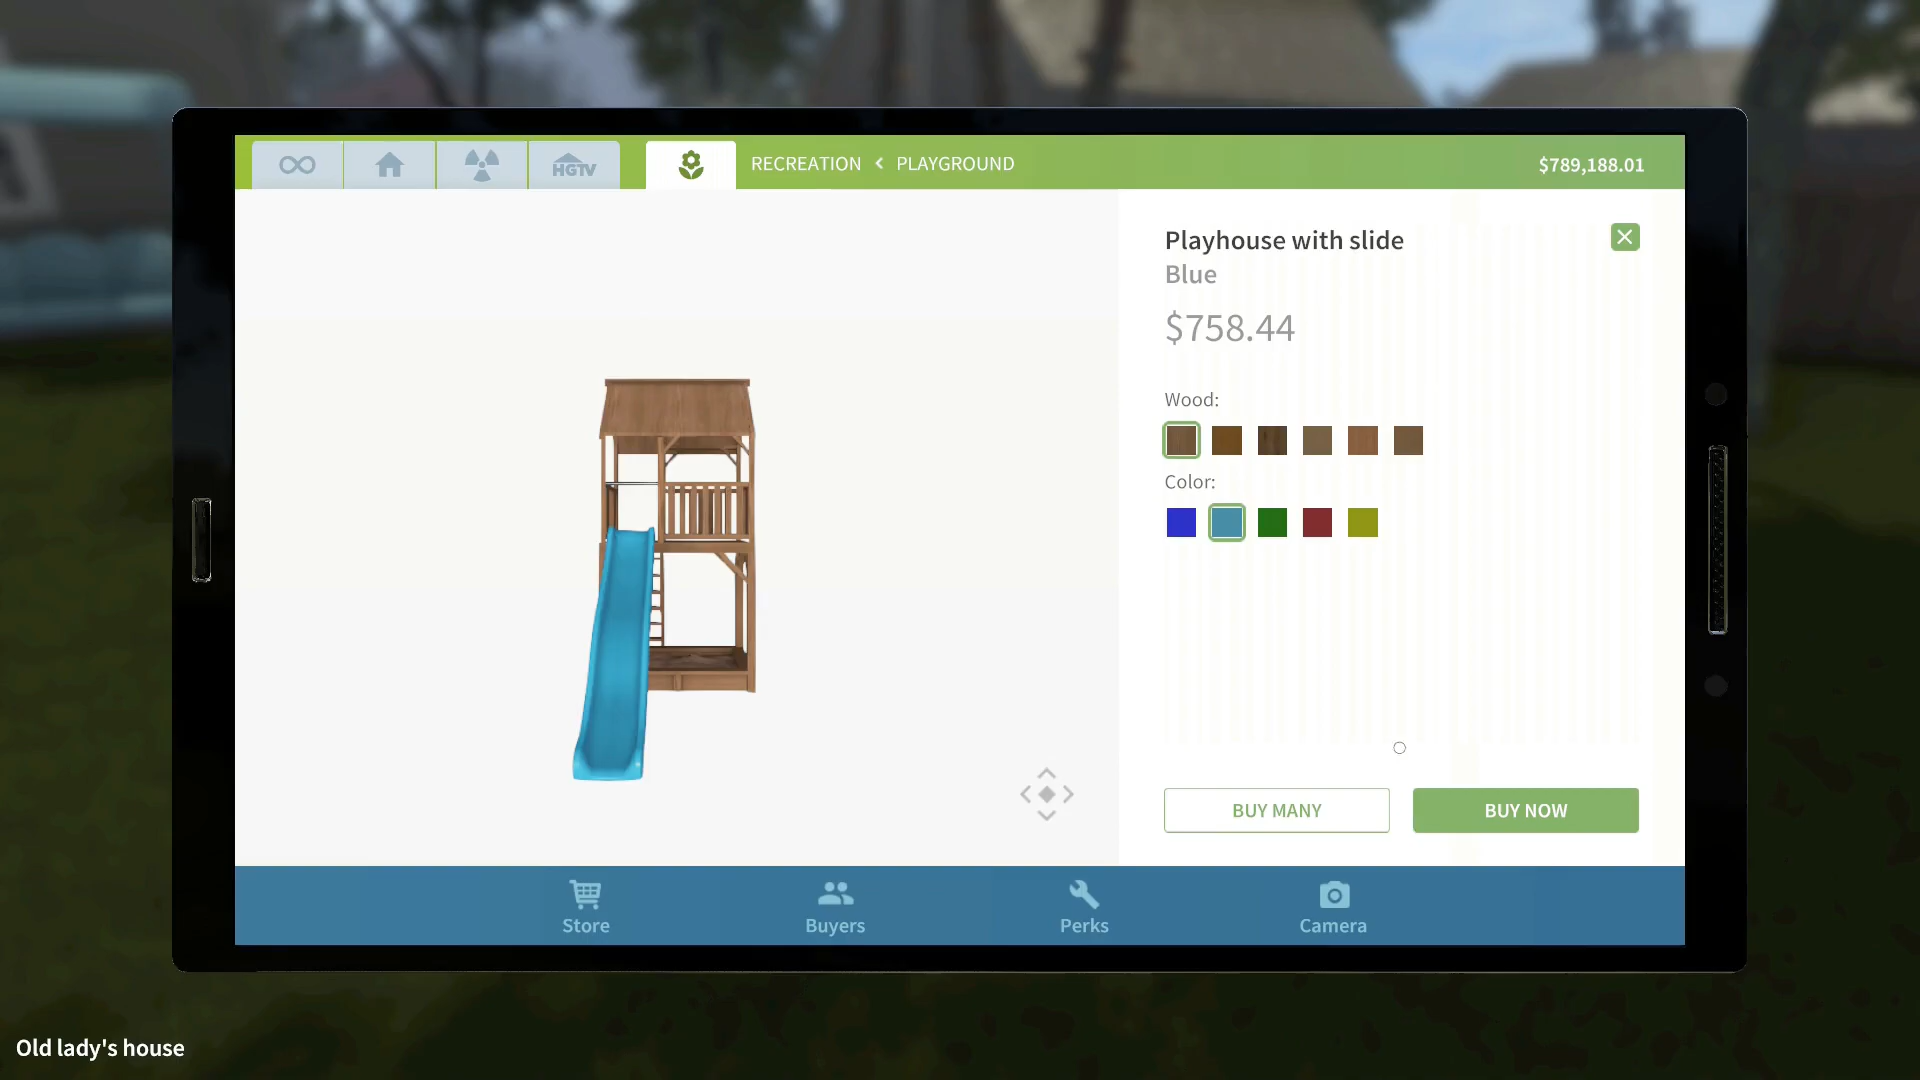 HGTV
RECREATION < PLAYGROUND
$789,188.01
Playhouse with slide
Blue
$758.44
Wood:
Color:
BUY MANY
BUY NOW
Store
Buyers
Perks
Camera
Old lady's house